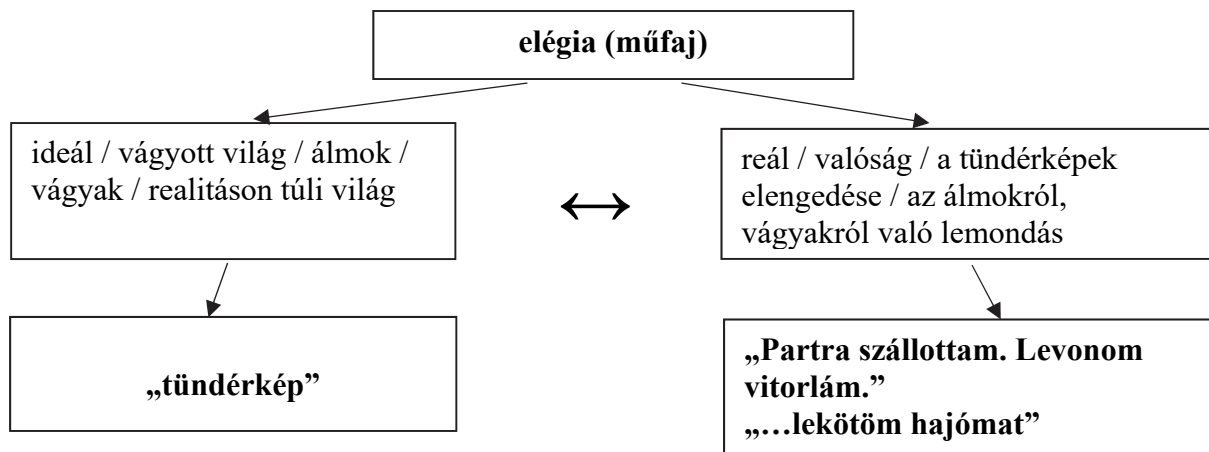 elégia (műfaj)
ideál / vágyott világ / álmok /
vágyak / realitáson túli világ
reál / valóság / a tündérképek
elengedése / az álmokról,
vágyakról való lemondás
„tündérkép”
„Partra szállottam. Levonom
vitorlám.”
„…lekötöm hajómat”